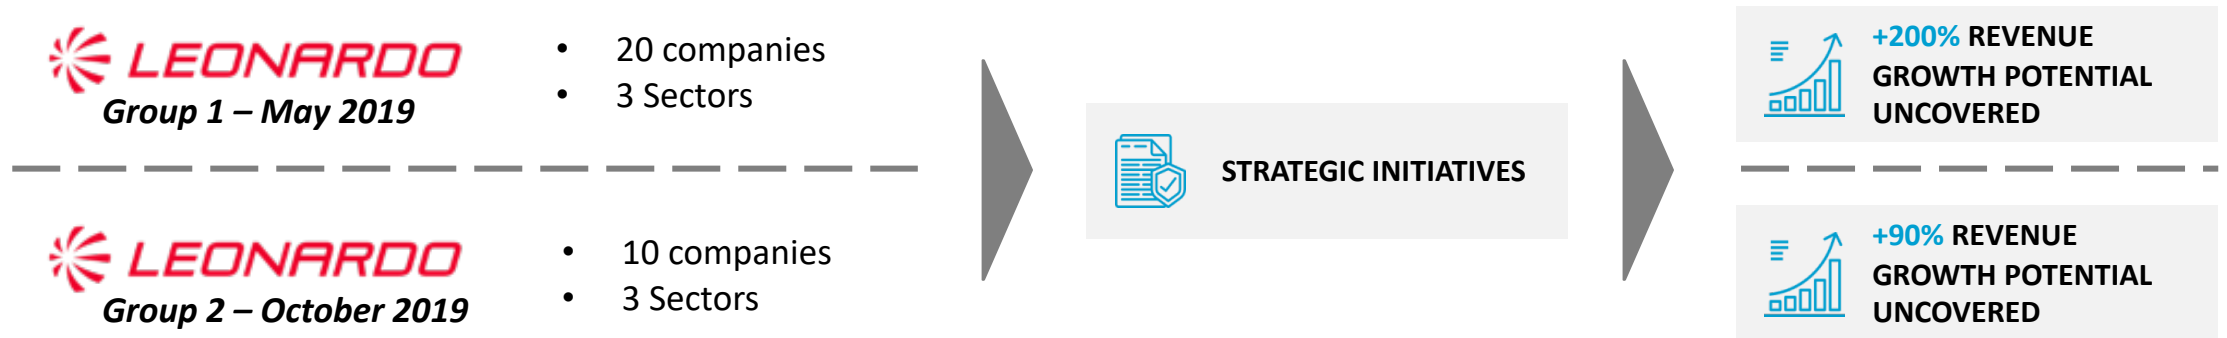 LEONARDO
Group 1 – May 2019
• 20 companies
• 3 Sectors
LEONARDO
Group 2 – October 2019
• 10 companies
• 3 Sectors
STRATEGIC INITIATIVES
+200% REVENUE
GROWTH POTENTIAL
UNCOVERED
+90% REVENUE
GROWTH POTENTIAL
UNCOVERED